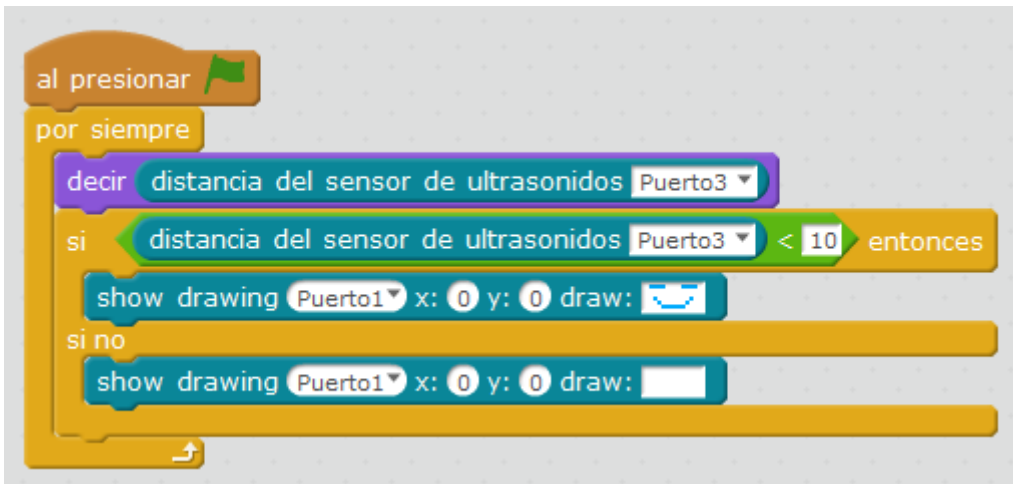 al presionar
por siempre
decir distancia del sensor de ultrasonidos Puerto3
si distancia del sensor de ultrasonidos Puerto3 < 10 entonces
show drawing Puerto1 x: 0 y: 0 draw:
si no
show drawing Puerto1 x: 0 y: 0 draw: